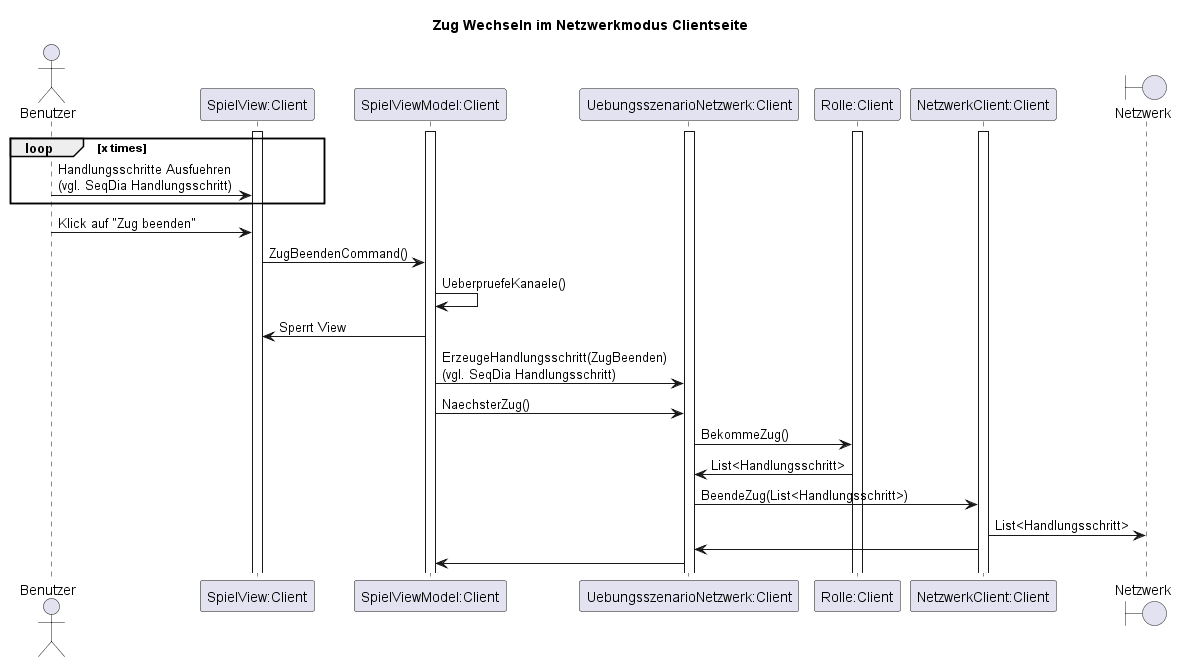 Zug Wechseln im Netzwerkmodus Clientseite
Benutzer
SpielView:Client
SpielViewModel:Client
UebungsszenarioNetzwerk:Client
Rolle:Client
NetzwerkClient:Client
Netzwerk
loop
[x times]
Handlungsschritte Ausfuehren
(vgl. SeqDia Handlungsschritt)
Klick auf "Zug beenden"
ZugBeendenCommand()
UeberpruefeKanaele()
Sperrt View
ErzeugeHandlungsschritt(ZugBeenden)
(vgl. SeqDia Handlungsschritt)
NaechsterZug()
BekommeZug()
List<Handlungsschritt>
BeendeZug(List<Handlungsschritt>)
List<Handlungsschritt>
Benutzer
SpielView:Client
SpielViewModel:Client
UebungsszenarioNetzwerk:Client
Rolle:Client
NetzwerkClient:Client
Netzwerk